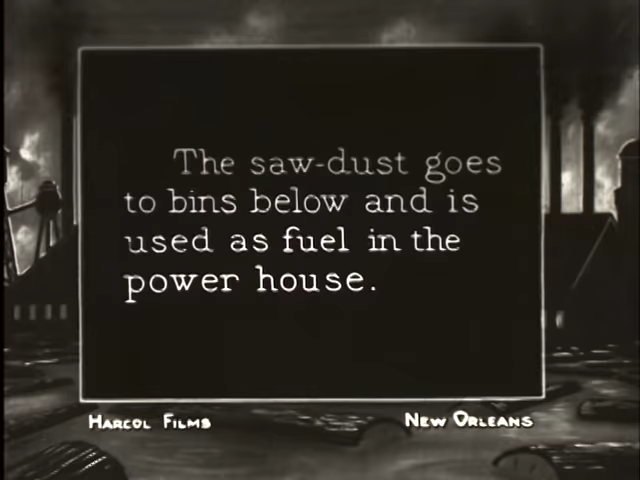 The saw-dust goes
to bins below and is
used as fuel in the
power house.
Harcol Films
New Orleans